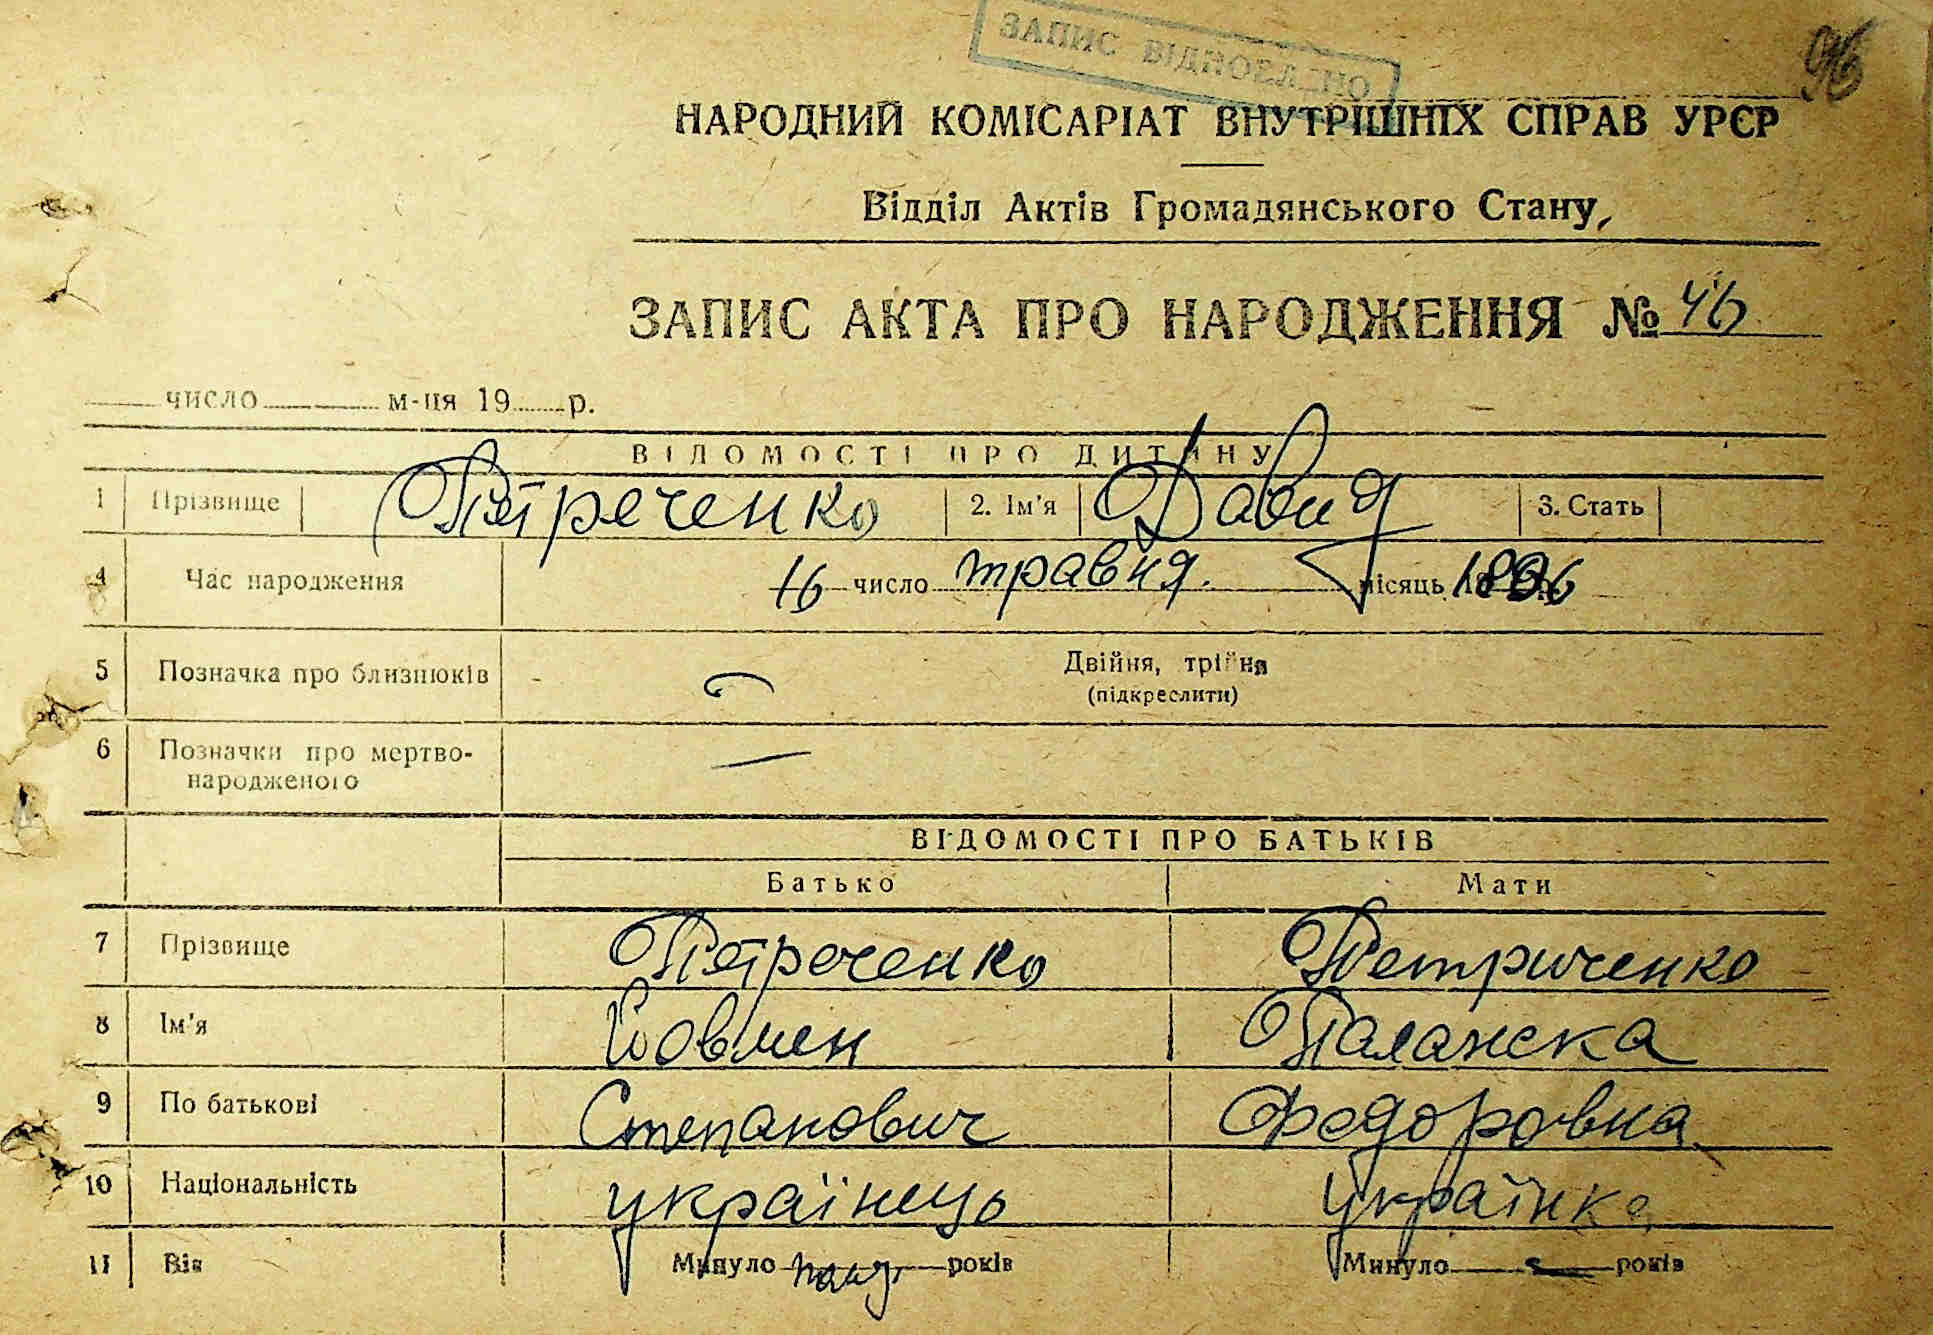 ЗАПИС ВІДНОВЛЕНО
96
НАРОДНИЙ КОМІСАРІАТ ВНУТРІШНІХ СПРАВ УРСР
Відділ Актів Громадянського Стану,
ЗАПИС АКТА ПРО НАРОДЖЕННЯ № 46
число м-ця 19 р.
ВІДОМОСТІ ПРО ДИТИНУ
1 Прізвище Петреченко 2. Ім'я Давид 3. Стать
4 Час народження 16 число травня. місяць 1896
5 Позначка про близнюків Двійня, трійня
(підкреслити)
6 Позначки про мертво-
народженого —
ВІДОМОСТІ ПРО БАТЬКІВ
Батько Мати
7 Прізвище Петреченко Петриченко
8 Ім'я Палажка
9 По батькові Степанович Федоровна
10 Національність українець українка
11 Вік Минуло років Минуло — років